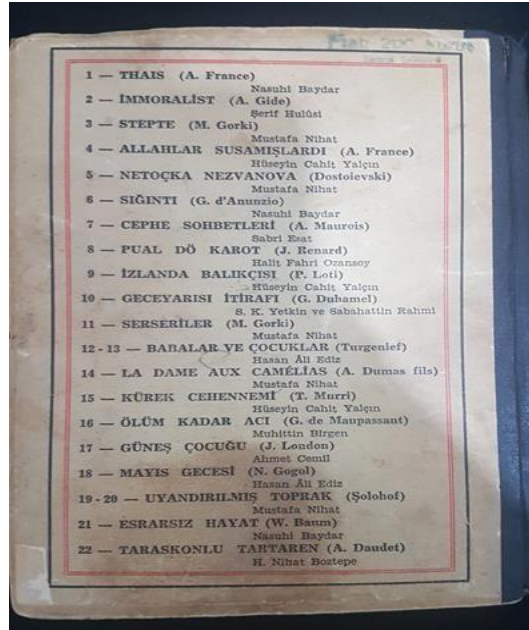 1 — THAIS (A. France)
Nasuhi Baydar
2 — İMMORALİST (A. Gide)
Şerif Hulûsi
3 — STEPTE (M. Gorki)
Mustafa Nihat
4 — ALLAHLAR SUSAMIŞLARDI (A. France)
Hüseyin Cahit Yalçın
5 — NETOÇKA NEZVANOVA (Dostoievski)
Mustafa Nihat
6 — SIĞINTI (G. d'Anunzio)
Nasuhi Baydar
7 — CEPHE SOHBETLERİ (A. Maurois)
Sabri Esat
8 — PUAL DÖ KAROT (J. Renard)
Halit Fahri Ozansoy
9 — İZLANDA BALIKÇISI (P. Loti)
Hüseyin Cahit Yalçın
10 — GECEYARISI İTİRAFI (G. Duhamel)
S. K. Yetkin ve Sabahattin Rahmi
11 — SERSERİLER (M. Gorki)
Mustafa Nihat
12 - 13 — BABALAR VE ÇOCUKLAR (Turgenief)
Hasan Âli Ediz
14 — LA DAME AUX CAMÉLIAS (A. Dumas fils)
Mustafa Nihat
15 — KÜREK CEHENNEMİ (T. Murri)
Hüseyin Cahit Yalçın
16 — ÖLÜM KADAR ACI (G. de Maupassant)
Muhittin Birgen
17 — GÜNEŞ ÇOCUĞU (J. London)
Ahmet Cemil
18 — MAYIS GECESİ (N. Gogol)
Hasan Âli Ediz
19 - 20 — UYANDIRILMIŞ TOPRAK (Şolohof)
Mustafa Nihat
21 — ESRARSIZ HAYAT (W. Baum)
Nasuhi Baydar
22 — TARASKONLU TARTAREN (A. Daudet)
H. Nihat Boztepe